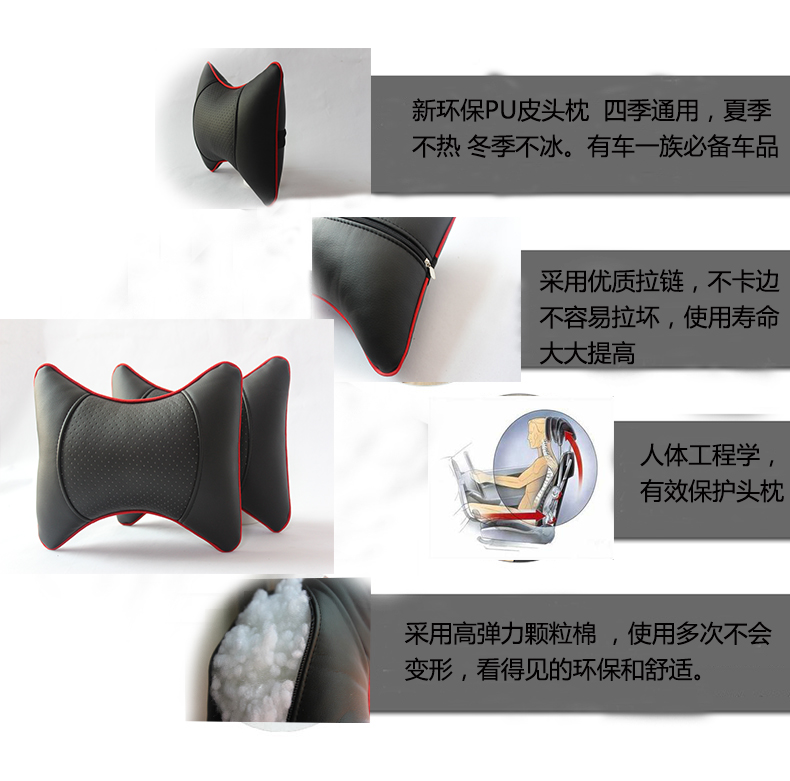 新环保PU皮头枕 四季通用，夏季
不热 冬季不冰。有车一族必备车品
采用优质拉链，不卡边
不容易拉坏，使用寿命
大大提高
人体工程学，
有效保护头枕
采用高弹力颗粒棉 ，使用多次不会
变形，看得见的环保和舒适。